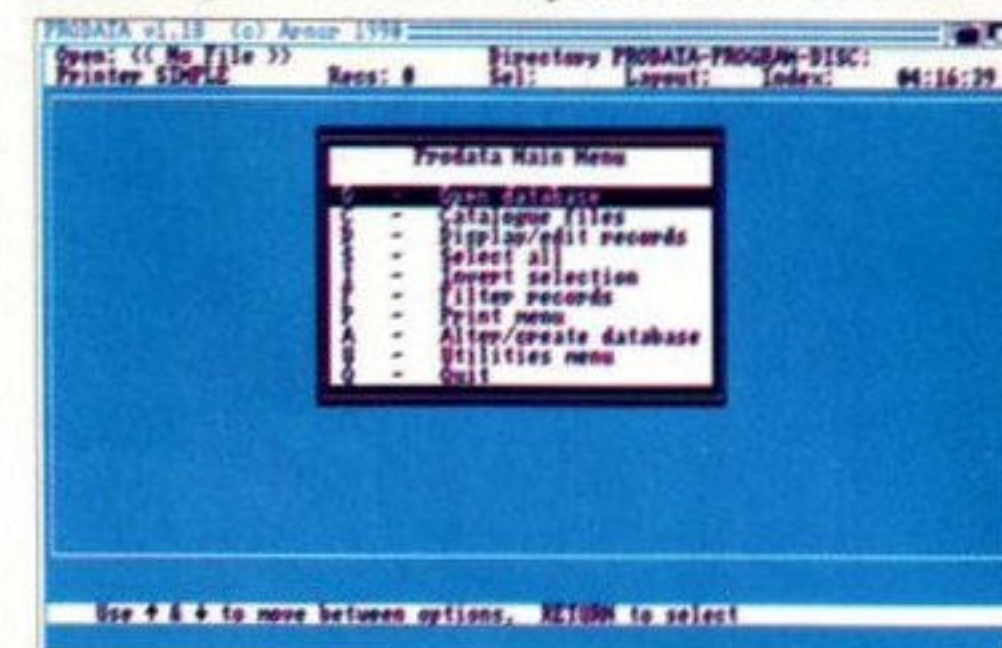 PRODATA v1.18 (c) Arnor 1990
Open: << No File >> Directory PRODATA-PROGRAM-DISC:
Printer SIMPLE Recs: 0 Sel: Layout: Index: 04:16:39
Prodata Main Menu
O - Open database
C - Catalogue files
D - Display/edit records
S - Select all
I - Invert selection
F - Filter records
P - Print menu
A - Alter/create database
U - Utilities menu
Q - Quit
Use ↑ & ↓ to move between options, RETURN to select